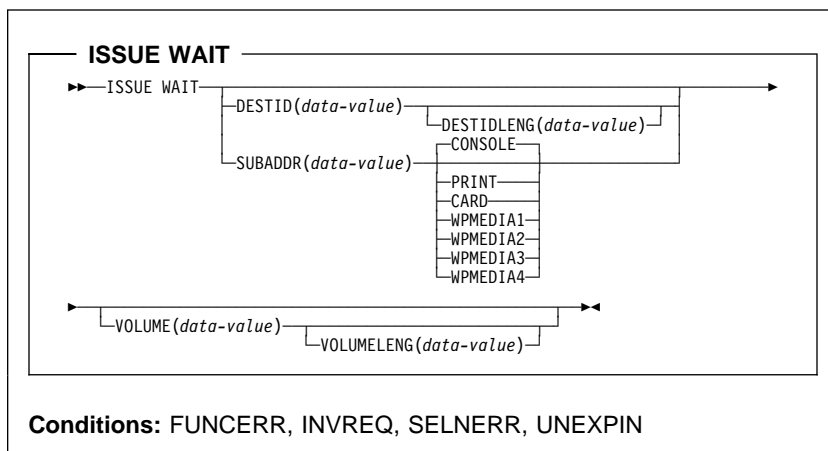 ISSUE WAIT
ISSUE WAIT
DESTID(data-value)
DESTIDLENG(data-value)
CONSOLE
SUBADDR(data-value)
PRINT
CARD
WPMEDIA1
WPMEDIA2
WPMEDIA3
WPMEDIA4
VOLUME(data-value)
VOLUMELENG(data-value)
Conditions: FUNCERR, INVREQ, SELNERR, UNEXPIN